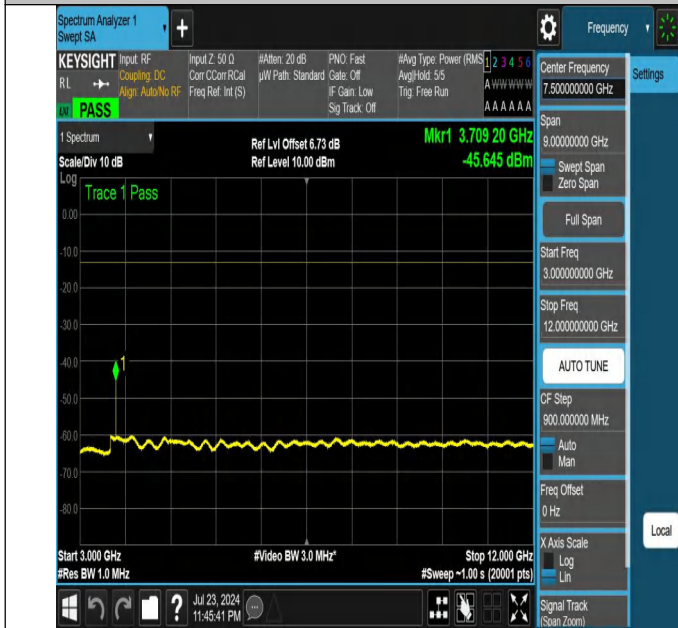 Spectrum Analyzer 1
Swept SA
+
Frequency
KEYSIGHT
RL
PASS
Input: RF
Coupling: DC
Align: Auto/No RF
Input Z: 50 Ω
Corr CCorr RCal
Freq Ref: Int (S)
#Atten: 20 dB
µW Path: Standard
PNO: Fast
Gate: Off
IF Gain: Low
Sig Track: Off
#Avg Type: Power (RMS
Avg|Hold: 5/5
Trig: Free Run
1 2 3 4 5 6
A W W W W W
A A A A A A
1 Spectrum
Scale/Div 10 dB
Log
Ref Lvl Offset 6.73 dB
Ref Level 10.00 dBm
Mkr1 3.709 20 GHz
-45.645 dBm
Trace 1 Pass
0.00
-10.0
-20.0
-30.0
-40.0
-50.0
-60.0
-70.0
-80.0
1
Start 3.000 GHz
#Res BW 1.0 MHz
#Video BW 3.0 MHz*
Stop 12.000 GHz
#Sweep ~1.00 s (20001 pts)
Jul 23, 2024
11:45:41 PM
Center Frequency
7.500000000 GHz
Settings
Span
9.00000000 GHz
Swept Span
Zero Span
Full Span
Start Freq
3.000000000 GHz
Stop Freq
12.000000000 GHz
AUTO TUNE
CF Step
900.000000 MHz
Auto
Man
Freq Offset
0 Hz
X Axis Scale
Log
Lin
Local
Signal Track
(Span Zoom)